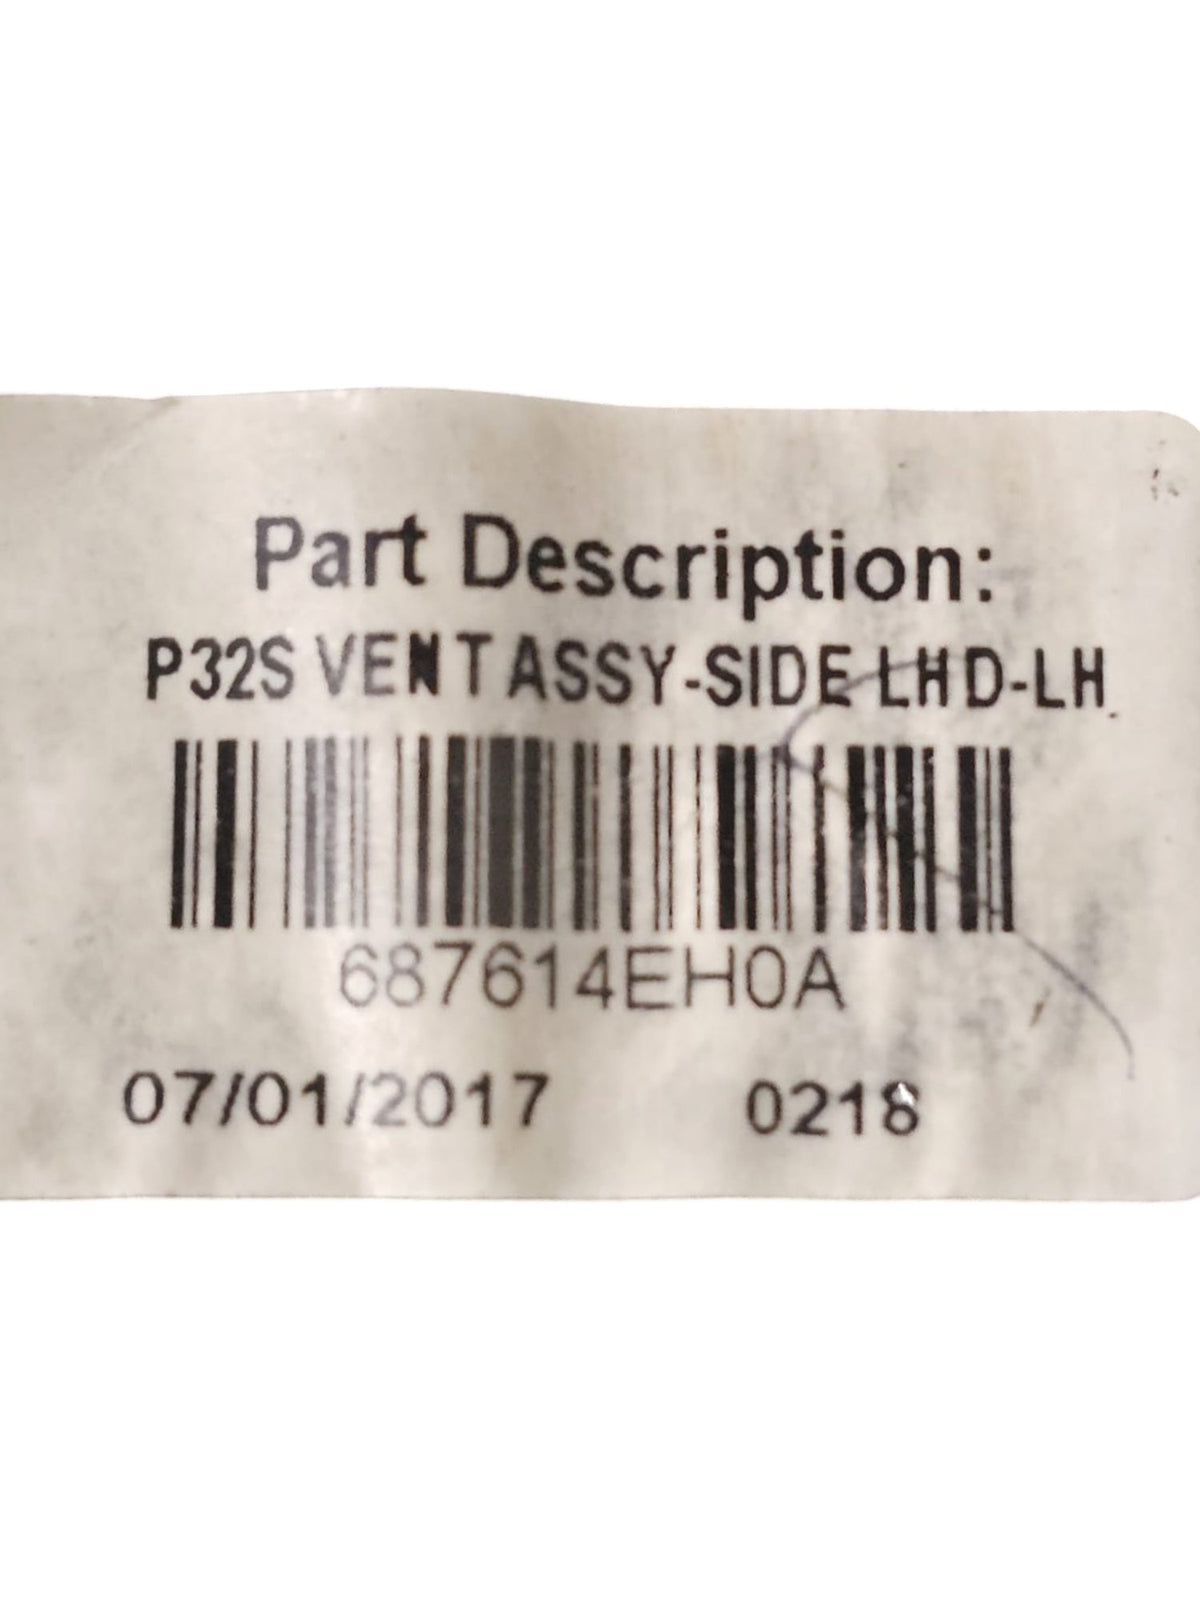 Part Description:
P32S VENT ASSY-SIDE LHD-LH
687614EH0A
07/01/2017 0218